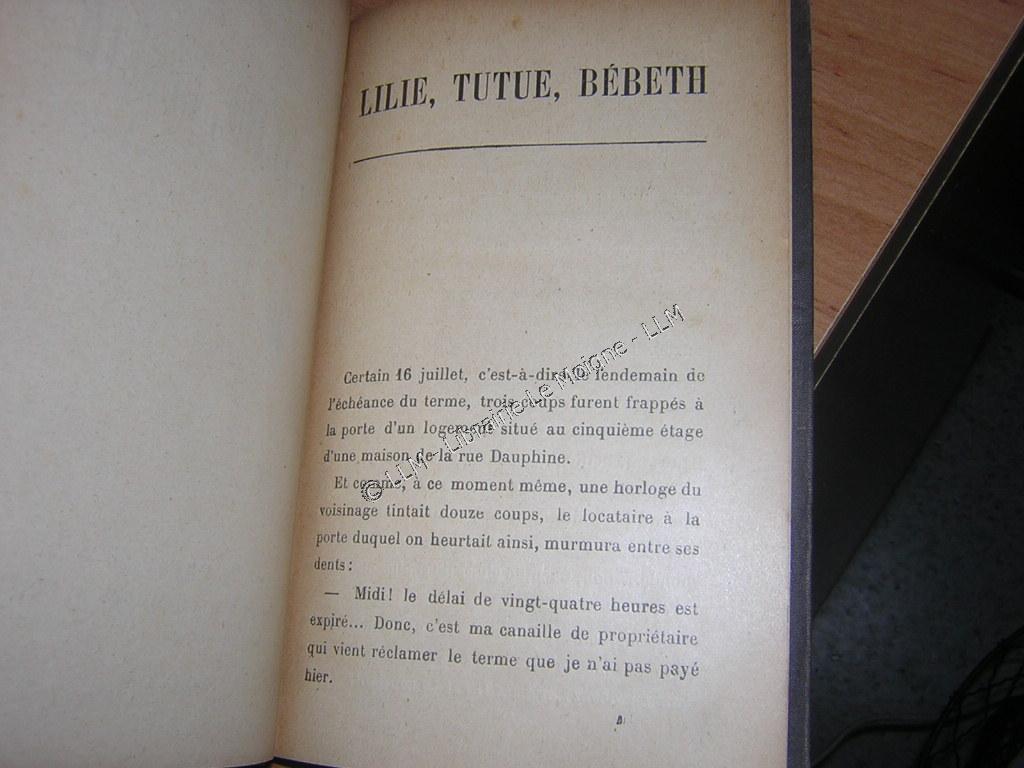 LILIE, TUTUE, BÉBETH
Certain 16 juillet, c'est-à-dire le lendemain de
l'échéance du terme, trois coups furent frappés à
la porte d'un logement situé au cinquième étage
d'une maison de la rue Dauphine.
Et comme, à ce moment même, une horloge du
voisinage tintait douze coups, le locataire à la
porte duquel on heurtait ainsi, murmura entre ses
dents :
— Midi ! le délai de vingt-quatre heures est
expiré... Donc, c'est ma canaille de propriétaire
qui vient réclamer le terme que je n'ai pas payé
hier.
© LLM - Librairie Le Moigne - LLM